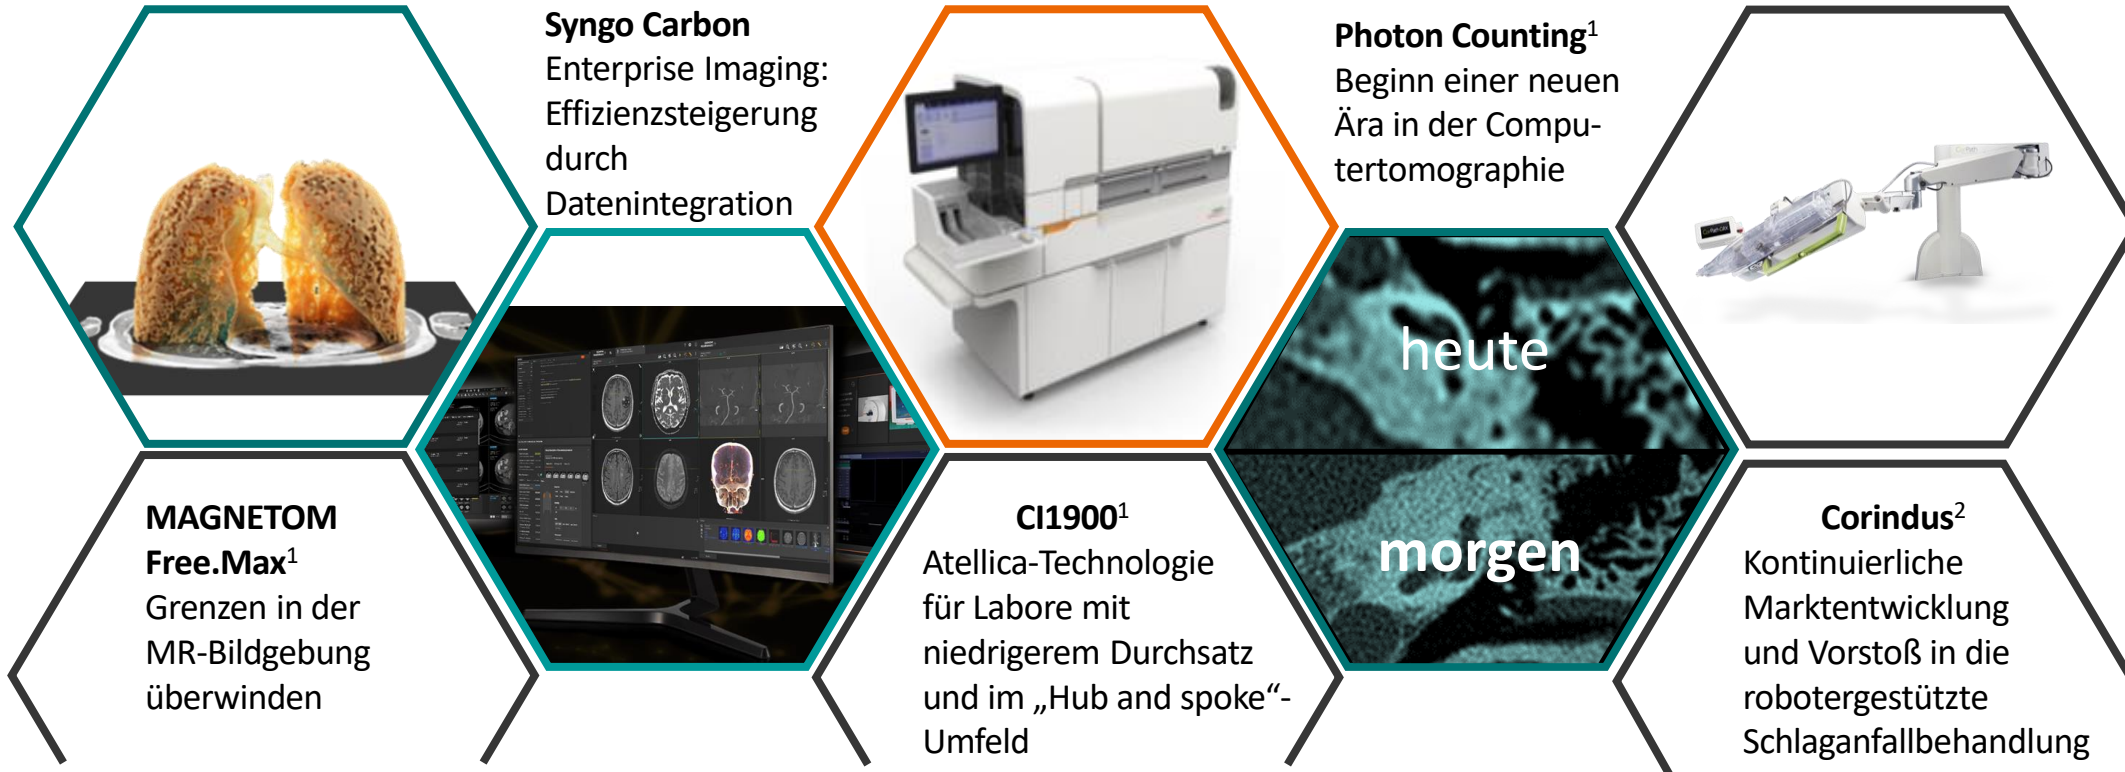 Syngo Carbon
Enterprise Imaging:
Effizienzsteigerung
durch
Datenintegration
Photon Counting¹
Beginn einer neuen
Ära in der Compu-
tertomographie
heute
morgen
MAGNETOM
Free.Max¹
Grenzen in der
MR-Bildgebung
überwinden
CI1900¹
Atellica-Technologie
für Labore mit
niedrigerem Durchsatz
und im „Hub and spoke“-
Umfeld
Corindus²
Kontinuierliche
Marktentwicklung
und Vorstoß in die
robotergestützte
Schlaganfallbehandlung